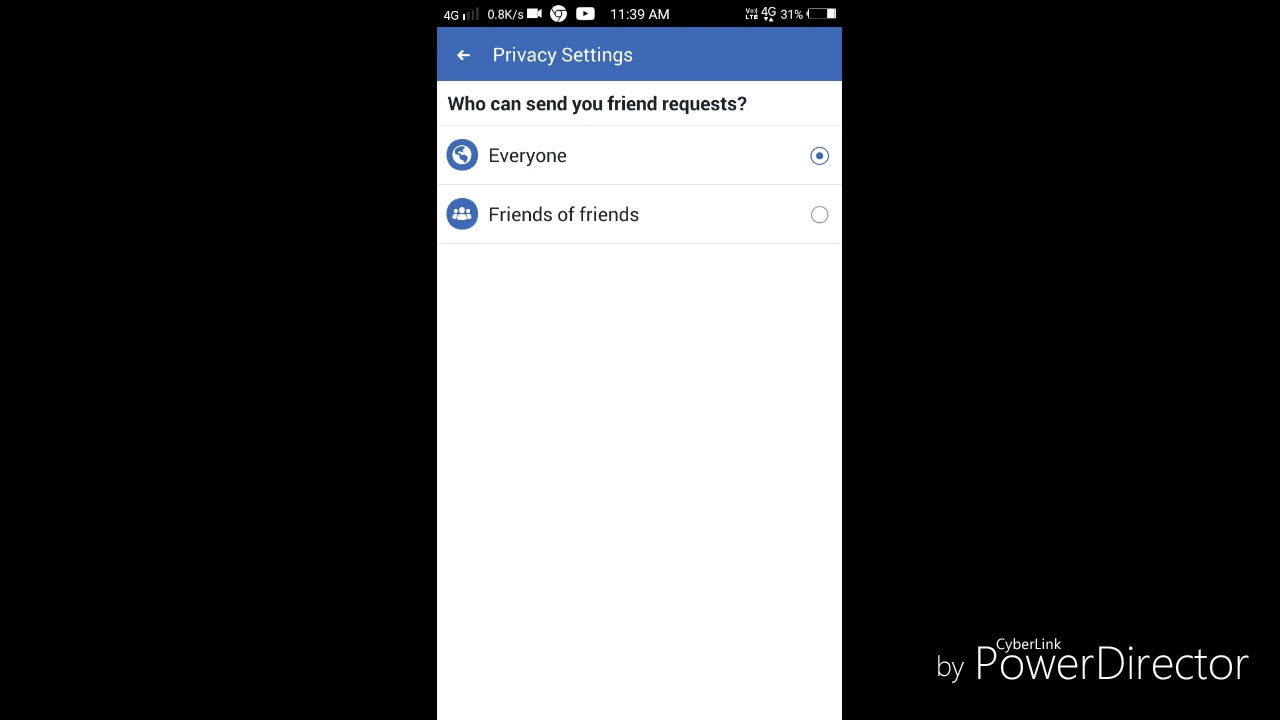 4G 0.8K/s 11:39 AM 4G 31%
Privacy Settings
Who can send you friend requests?
Everyone
Friends of friends
CyberLink
by PowerDirector